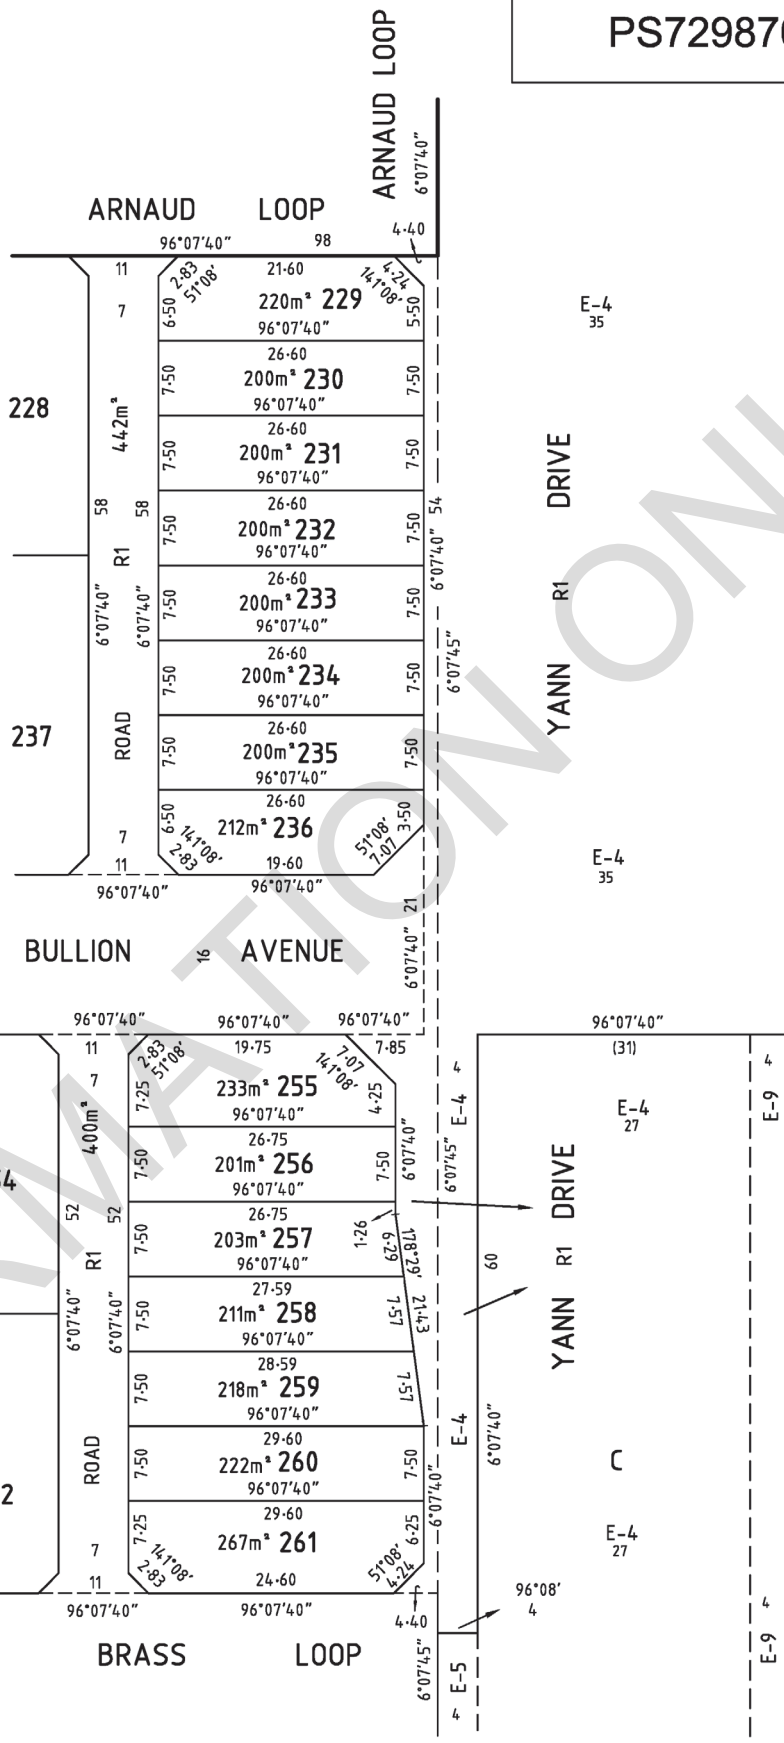 PS72987
ARNAUD LOOP
6°07'40"
ARNAUD LOOP
96°07'40" 98 4·40
11 2·83 51°08' 21·60 4·24 141°08'
7 6·50 220m² 229 5·50
96°07'40"
E-4
35
26·60
7·50 200m² 230 7·50
96°07'40"
228
442m²
26·60
7·50 200m² 231 7·50
96°07'40"
YANN R1 DRIVE
58 58 54
26·60
7·50 200m² 232 7·50
96°07'40"
R1
6°07'40" 6°07'40" 6°07'40"
26·60
7·50 200m² 233 7·50
96°07'40"
6°07'45"
26·60
7·50 200m² 234 7·50
96°07'40"
237
ROAD
26·60
7·50 200m² 235 7·50
96°07'40"
26·60
6·50 212m² 236 3·50
7 141°08' 2·83 51°08' 7·07
11 19·60
96°07'40" 96°07'40"
E-4
35
21
6°07'40"
BULLION 16 AVENUE
96°07'40" 96°07'40" 96°07'40" 96°07'40"
11 2·83 51°08' 19·75 7·07 141°08' 7·85 (31)
7 7·25 233m² 255 4·25
96°07'40"
4 E-4 4 E-9
E-4
27
400m²
26·75
7·50 201m² 256 7·50
96°07'40"
6°07'40" 6°07'45"
4
YANN R1 DRIVE
52 52
26·75
7·50 203m² 257 1·26 6·29 178°29'
96°07'40"
R1
60
6°07'40" 6°07'40"
27·59
7·50 211m² 258 7·57 21·43
96°07'40"
28·59
7·50 218m² 259 7·57
96°07'40"
E-4 6°07'40"
ROAD
29·60
7·50 222m² 260 7·50
96°07'40"
6°07'40"
C
2
29·60
7·25 267m² 261 6·25
E-4
27
7 141°08' 2·83 51°08' 4·24
11 24·60
96°07'40" 96°07'40" 4·40
96°08'
4
4 E-9
BRASS LOOP
6°07'45"
E-5
4
RMATION ON